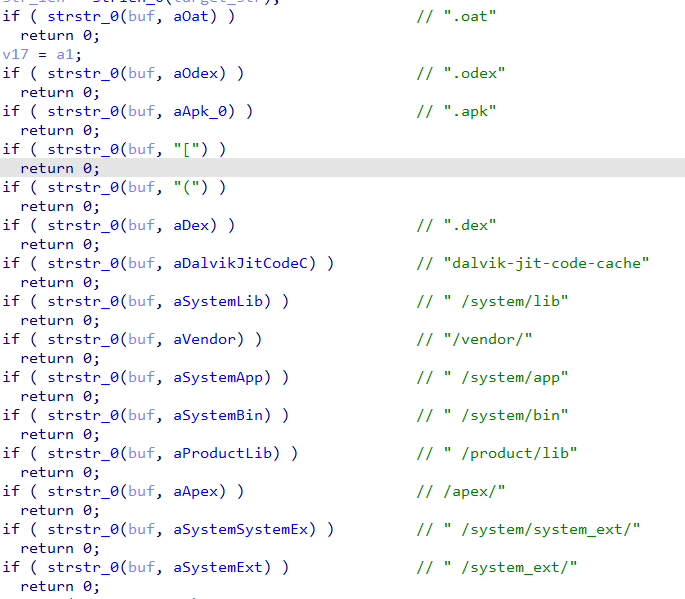 if ( strstr_0(buf, aOat) ) // ".oat"
return 0;
v17 = a1;
if ( strstr_0(buf, aOdex) ) // ".odex"
return 0;
if ( strstr_0(buf, aApk_0) ) // ".apk"
return 0;
if ( strstr_0(buf, "[") )
return 0;
if ( strstr_0(buf, "(") )
return 0;
if ( strstr_0(buf, aDex) ) // ".dex"
return 0;
if ( strstr_0(buf, aDalvikJitCodeC) ) // "dalvik-jit-code-cache"
return 0;
if ( strstr_0(buf, aSystemLib) ) // " /system/lib"
return 0;
if ( strstr_0(buf, aVendor) ) // "/vendor/"
return 0;
if ( strstr_0(buf, aSystemApp) ) // " /system/app"
return 0;
if ( strstr_0(buf, aSystemBin) ) // " /system/bin"
return 0;
if ( strstr_0(buf, aProductLib) ) // " /product/lib"
return 0;
if ( strstr_0(buf, aApex) ) // /apex/"
return 0;
if ( strstr_0(buf, aSystemSystemEx) ) // " /system/system_ext/"
return 0;
if ( strstr_0(buf, aSystemExt) ) // " /system_ext/"
return 0;